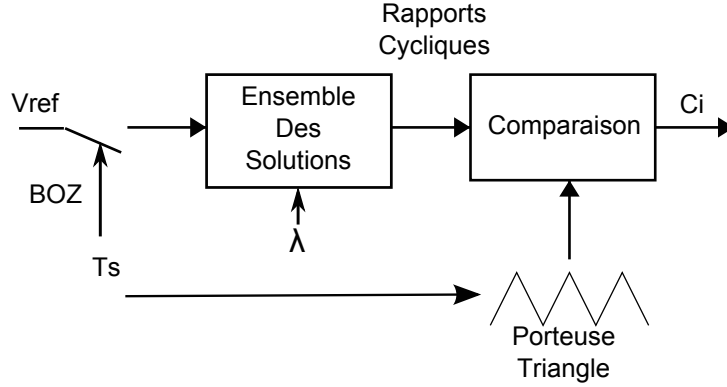 Rapports
Cycliques
Vref
Ensemble
Des
Solutions
Comparaison
Ci
BOZ
λ
Ts
Porteuse
Triangle